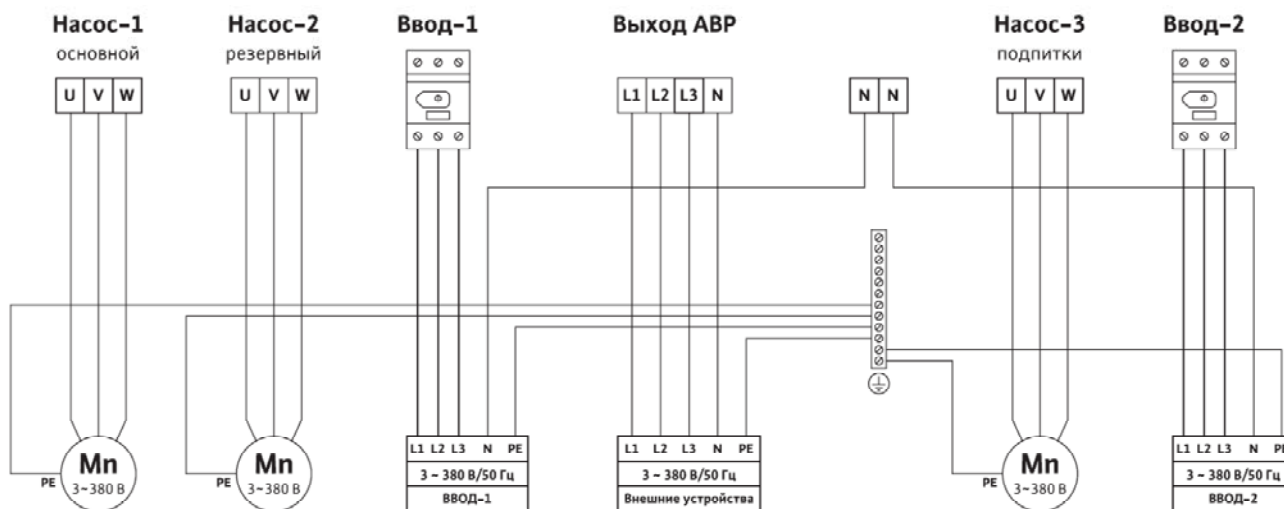 Насос-1 Насос-2 Ввод-1 Выход АВР Насос-3 Ввод-2
основной резервный подпитки
U V W U V W L1 L2 L3 N N N U V W
L1 L2 L3 N PE L1 L2 L3 N PE L1 L2 L3 N PE
Mn Mn Mn
3~380 В 3~380 В 3 ~ 380 В/50 Гц 3 ~ 380 В/50 Гц 3~380 В 3 ~ 380 В/50 Гц
PE PE PE
ВВОД-1 Внешние устройства ВВОД-2